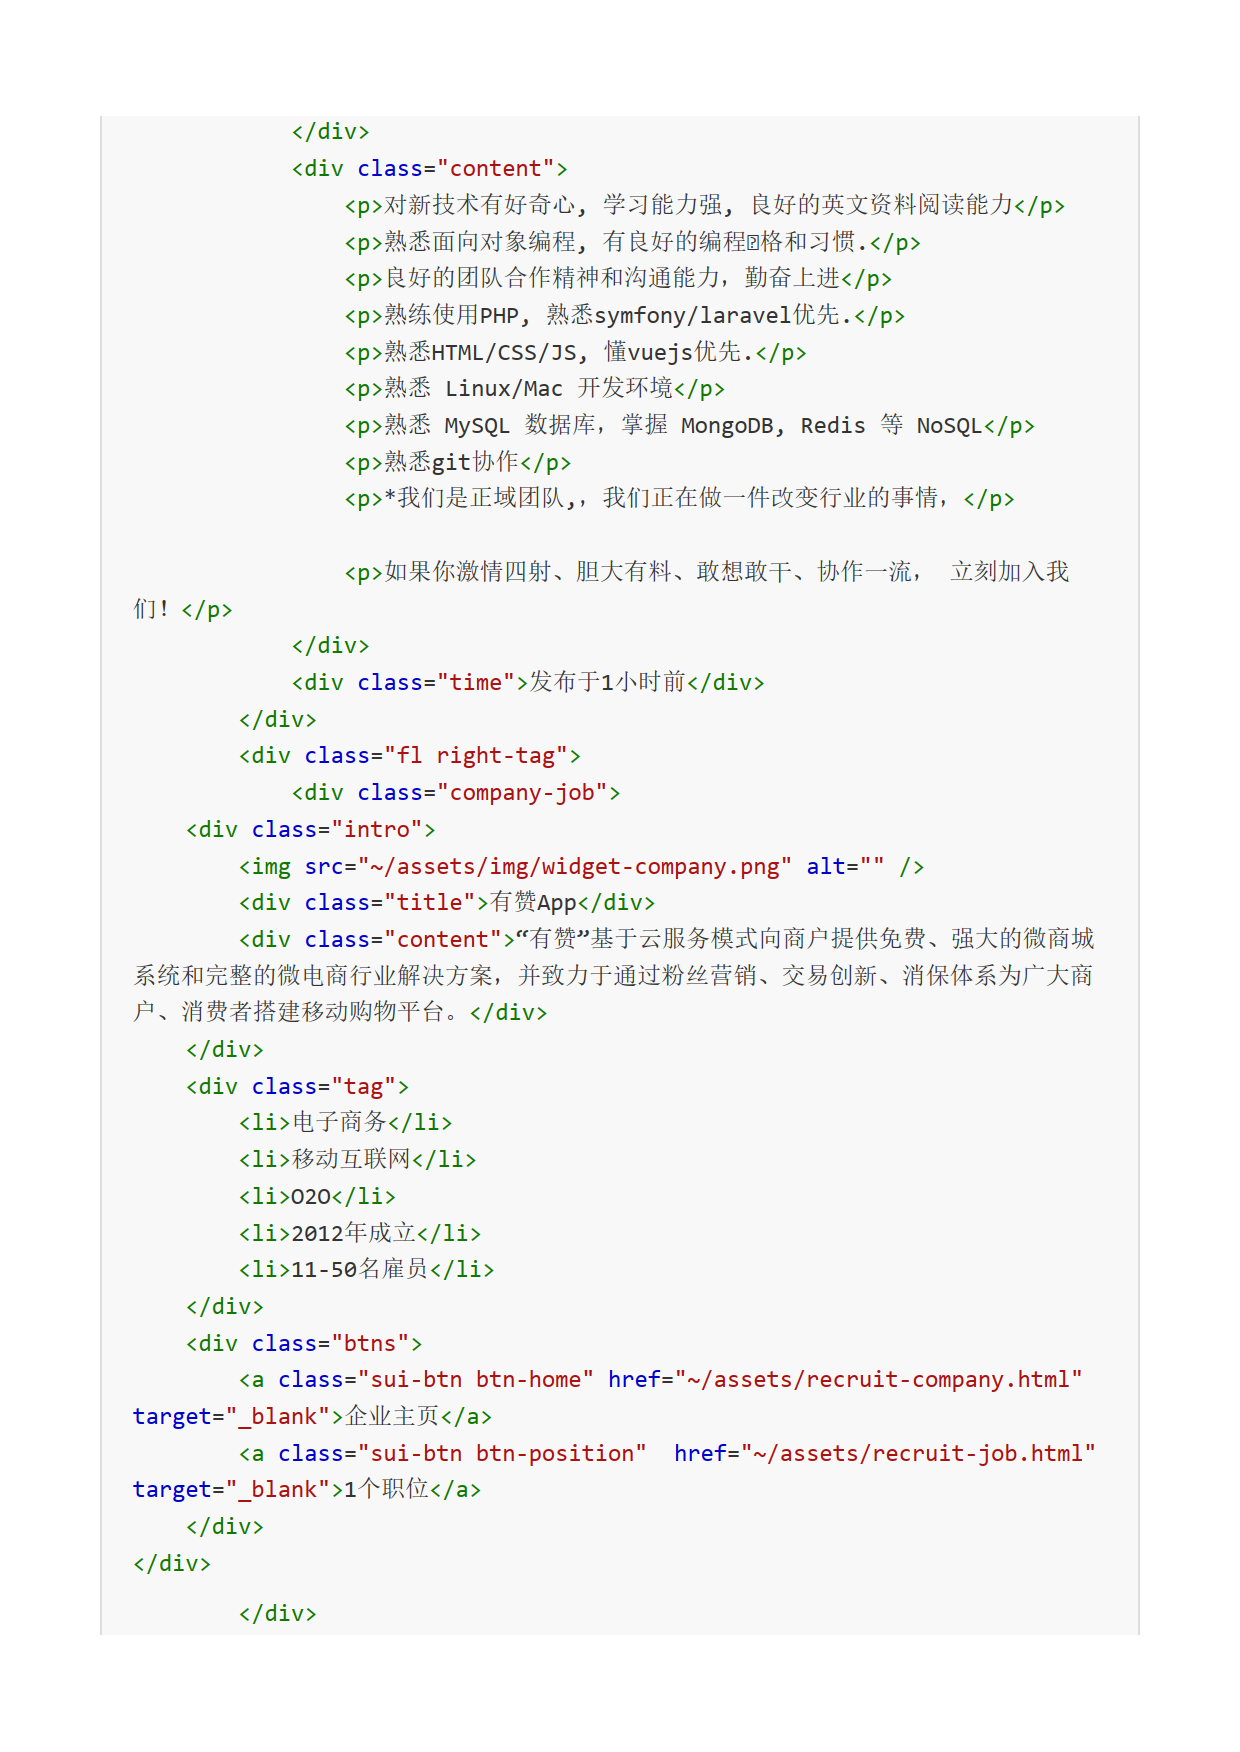 </div>
<div class="content">
<p>对新技术有好奇心, 学习能力强, 良好的英文资料阅读能力</p>
<p>熟悉面向对象编程, 有良好的编程格和习惯.</p>
<p>良好的团队合作精神和沟通能力，勤奋上进</p>
<p>熟练使用PHP, 熟悉symfony/laravel优先.</p>
<p>熟悉HTML/CSS/JS, 懂vuejs优先.</p>
<p>熟悉 Linux/Mac 开发环境</p>
<p>熟悉 MySQL 数据库，掌握 MongoDB, Redis 等 NoSQL</p>
<p>熟悉git协作</p>
<p>*我们是正域团队,，我们正在做一件改变行业的事情，</p>
<p>如果你激情四射、胆大有料、敢想敢干、协作一流， 立刻加入我
们！</p>
</div>
<div class="time">发布于1小时前</div>
</div>
<div class="fl right-tag">
<div class="company-job">
<div class="intro">
<img src="~/assets/img/widget-company.png" alt="" />
<div class="title">有赞App</div>
<div class="content">“有赞”基于云服务模式向商户提供免费、强大的微商城
系统和完整的微电商行业解决方案，并致力于通过粉丝营销、交易创新、消保体系为广大商
户、消费者搭建移动购物平台。</div>
</div>
<div class="tag">
<li>电子商务</li>
<li>移动互联网</li>
<li>O2O</li>
<li>2012年成立</li>
<li>11-50名雇员</li>
</div>
<div class="btns">
<a class="sui-btn btn-home" href="~/assets/recruit-company.html"
target="_blank">企业主页</a>
<a class="sui-btn btn-position"  href="~/assets/recruit-job.html"
target="_blank">1个职位</a>
</div>
</div>
</div>